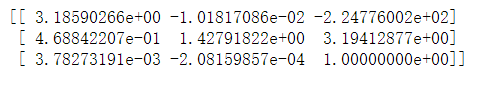 [[ 3.18590266e+00 -1.01817086e-02 -2.24776002e+02]
[ 4.68842207e-01 1.42791822e+00 3.19412877e+00]
[ 3.78273191e-03 -2.08159857e-04 1.00000000e+00]]